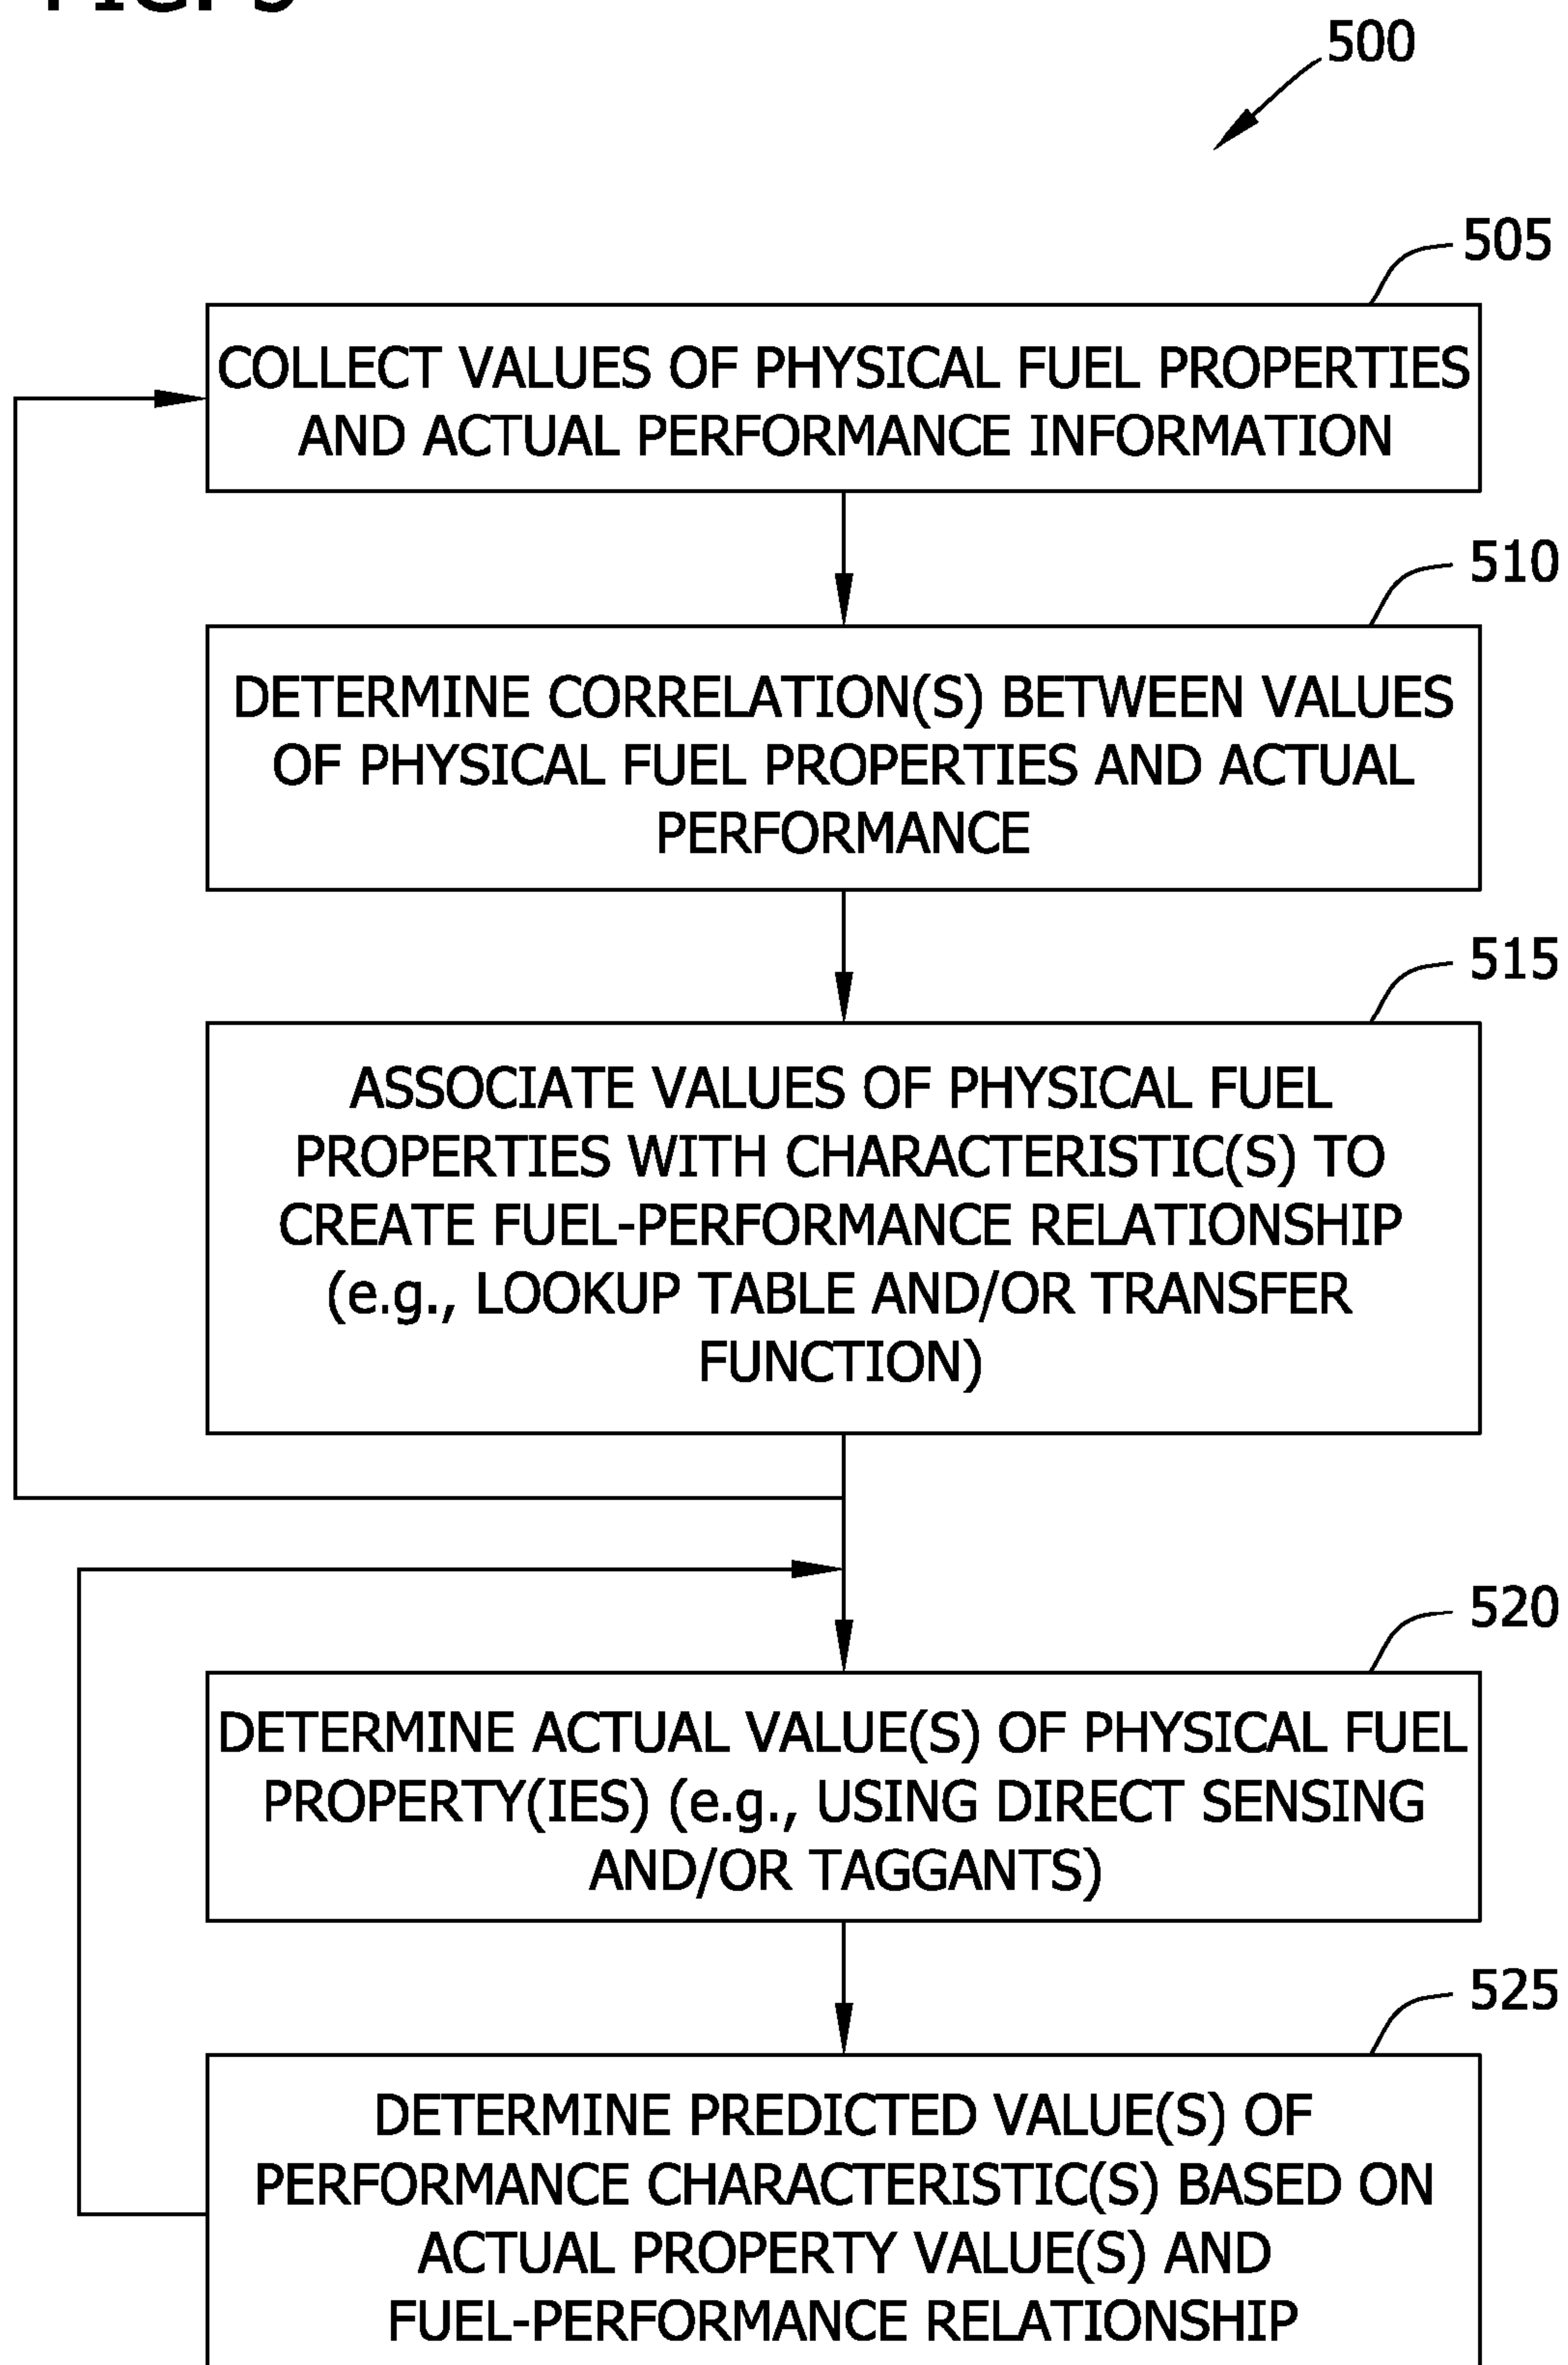 500
505
COLLECT VALUES OF PHYSICAL FUEL PROPERTIES
AND ACTUAL PERFORMANCE INFORMATION
510
DETERMINE CORRELATION(S) BETWEEN VALUES
OF PHYSICAL FUEL PROPERTIES AND ACTUAL
PERFORMANCE
515
ASSOCIATE VALUES OF PHYSICAL FUEL
PROPERTIES WITH CHARACTERISTIC(S) TO
CREATE FUEL-PERFORMANCE RELATIONSHIP
(e.g., LOOKUP TABLE AND/OR TRANSFER
FUNCTION)
520
DETERMINE ACTUAL VALUE(S) OF PHYSICAL FUEL
PROPERTY(IES) (e.g., USING DIRECT SENSING
AND/OR TAGGANTS)
525
DETERMINE PREDICTED VALUE(S) OF
PERFORMANCE CHARACTERISTIC(S) BASED ON
ACTUAL PROPERTY VALUE(S) AND
FUEL-PERFORMANCE RELATIONSHIP